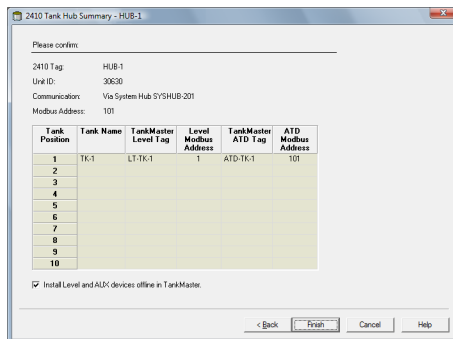 2410 Tank Hub Summary - HUB-1
Please confirm:
2410 Tag: HUB-1
Unit ID: 30630
Communication: Via System Hub SYSHUB-201
Modbus Address: 101
Tank Position Tank Name TankMaster Level Tag Level Modbus Address TankMaster ATD Tag ATD Modbus Address
1 TK-1 LT-TK-1 1 ATD-TK-1 101
2
3
4
5
6
7
8
9
10
Install Level and AUX devices offline in TankMaster.
< Back Finish Cancel Help